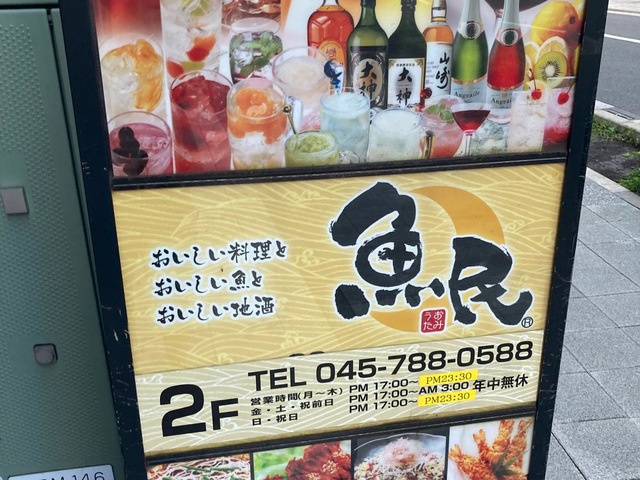 大神
大神
山崎
Angreade
Angreade
おいしい料理と
おいしい魚と
おいしい地酒
魚民
おみ
うた
®
TEL 045-788-0588
2F
営業時間(月〜木) PM 17:00〜 PM23:30
金・土・祝前日 PM 17:00〜AM 3:00 年中無休
日・祝日 PM 17:00〜 PM23:30